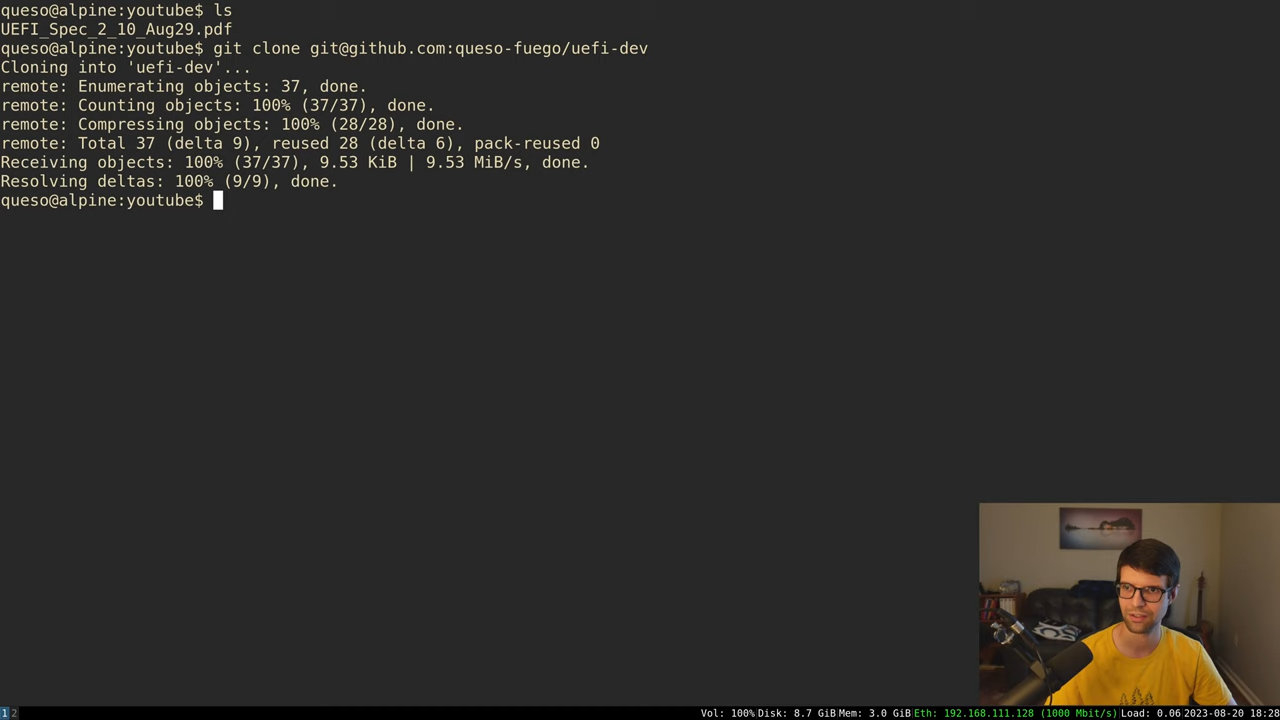 queso@alpine:youtube$ ls
UEFI_Spec_2_10_Aug29.pdf
queso@alpine:youtube$ git clone git@github.com:queso-fuego/uefi-dev
Cloning into 'uefi-dev'...
remote: Enumerating objects: 37, done.
remote: Counting objects: 100% (37/37), done.
remote: Compressing objects: 100% (28/28), done.
remote: Total 37 (delta 9), reused 28 (delta 6), pack-reused 0
Receiving objects: 100% (37/37), 9.53 KiB | 9.53 MiB/s, done.
Resolving deltas: 100% (9/9), done.
queso@alpine:youtube$
1 2 Vol: 100% Disk: 8.7 GiB Mem: 3.0 GiB Eth: 192.168.111.128 (1000 Mbit/s) Load: 0.06 2023-08-20 18:28